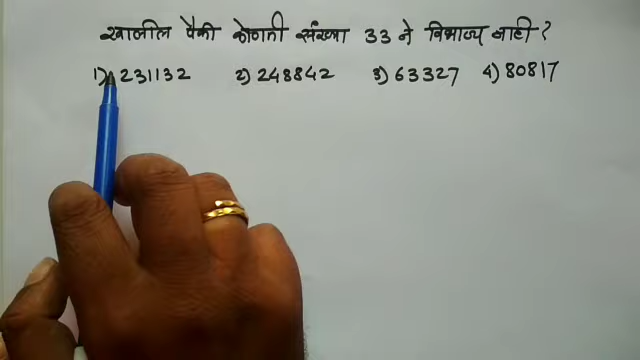 खालील पैकी कोणती संख्या 33 ने विभाज्य नाही?
1) 231132 2) 248842 3) 63327 4) 80817